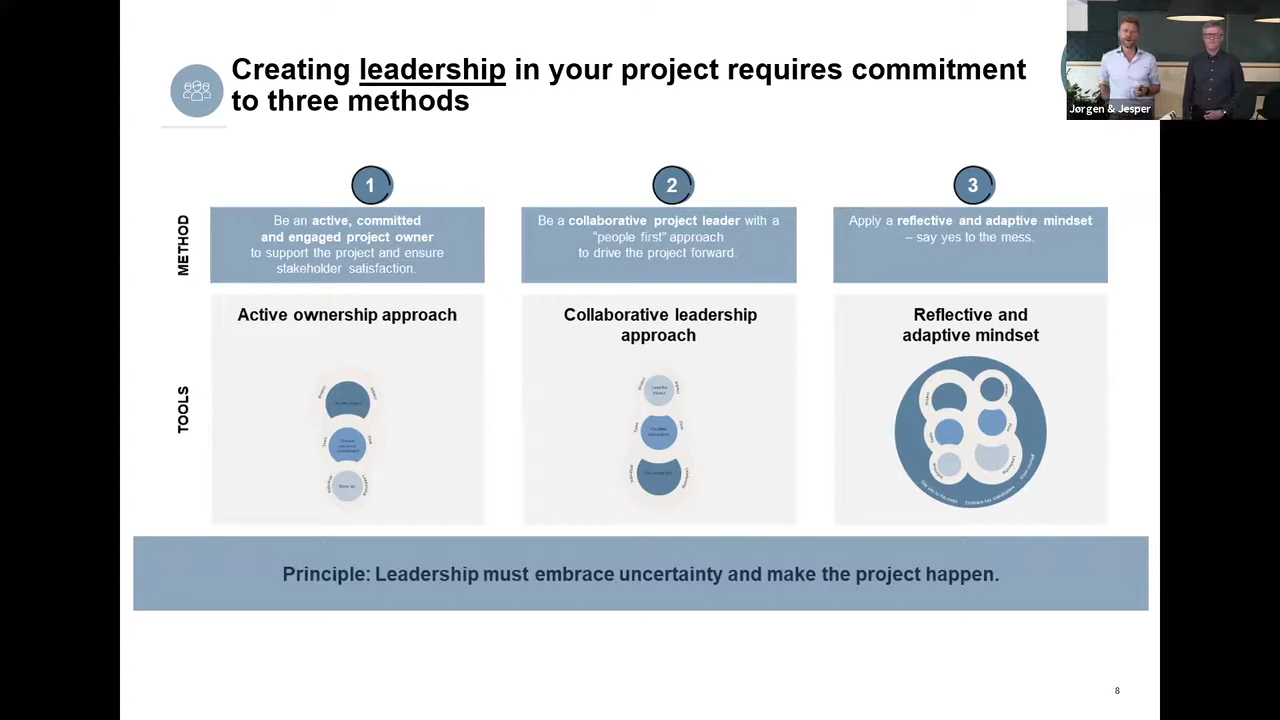 Creating leadership in your project requires commitment
to three methods
Jørgen & Jesper
1
2
3
METHOD
Be an active, committed
and engaged project owner
to support the project and ensure
stakeholder satisfaction.
Be a collaborative project leader with a
"people first" approach
to drive the project forward.
Apply a reflective and adaptive mindset
– say yes to the mess.
TOOLS
Active ownership approach
Collaborative leadership
approach
Reflective and
adaptive mindset
Principle: Leadership must embrace uncertainty and make the project happen.
8